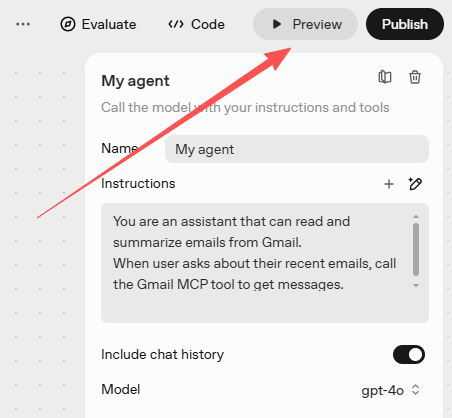 Evaluate
Code
Preview
Publish
My agent
Call the model with your instructions and tools
Name
My agent
Instructions
You are an assistant that can read and
summarize emails from Gmail.
When user asks about their recent emails, call
the Gmail MCP tool to get messages.
Include chat history
Model
gpt-4o